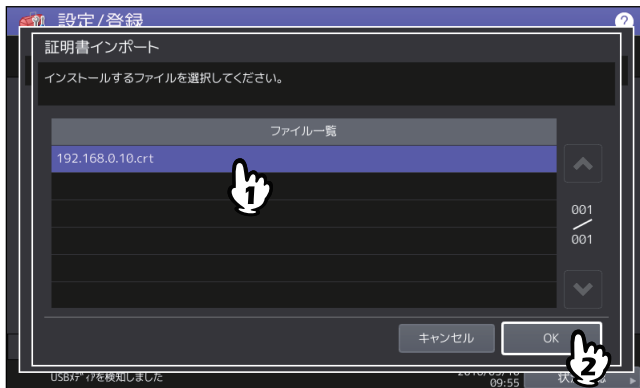 設定/登録
?
証明書インポート
インストールするファイルを選択してください。
ファイル一覧
192.168.0.10.crt
1
001
001
キャンセル
OK
2
USBﾒﾃﾞｨｱを検知しました
09:55